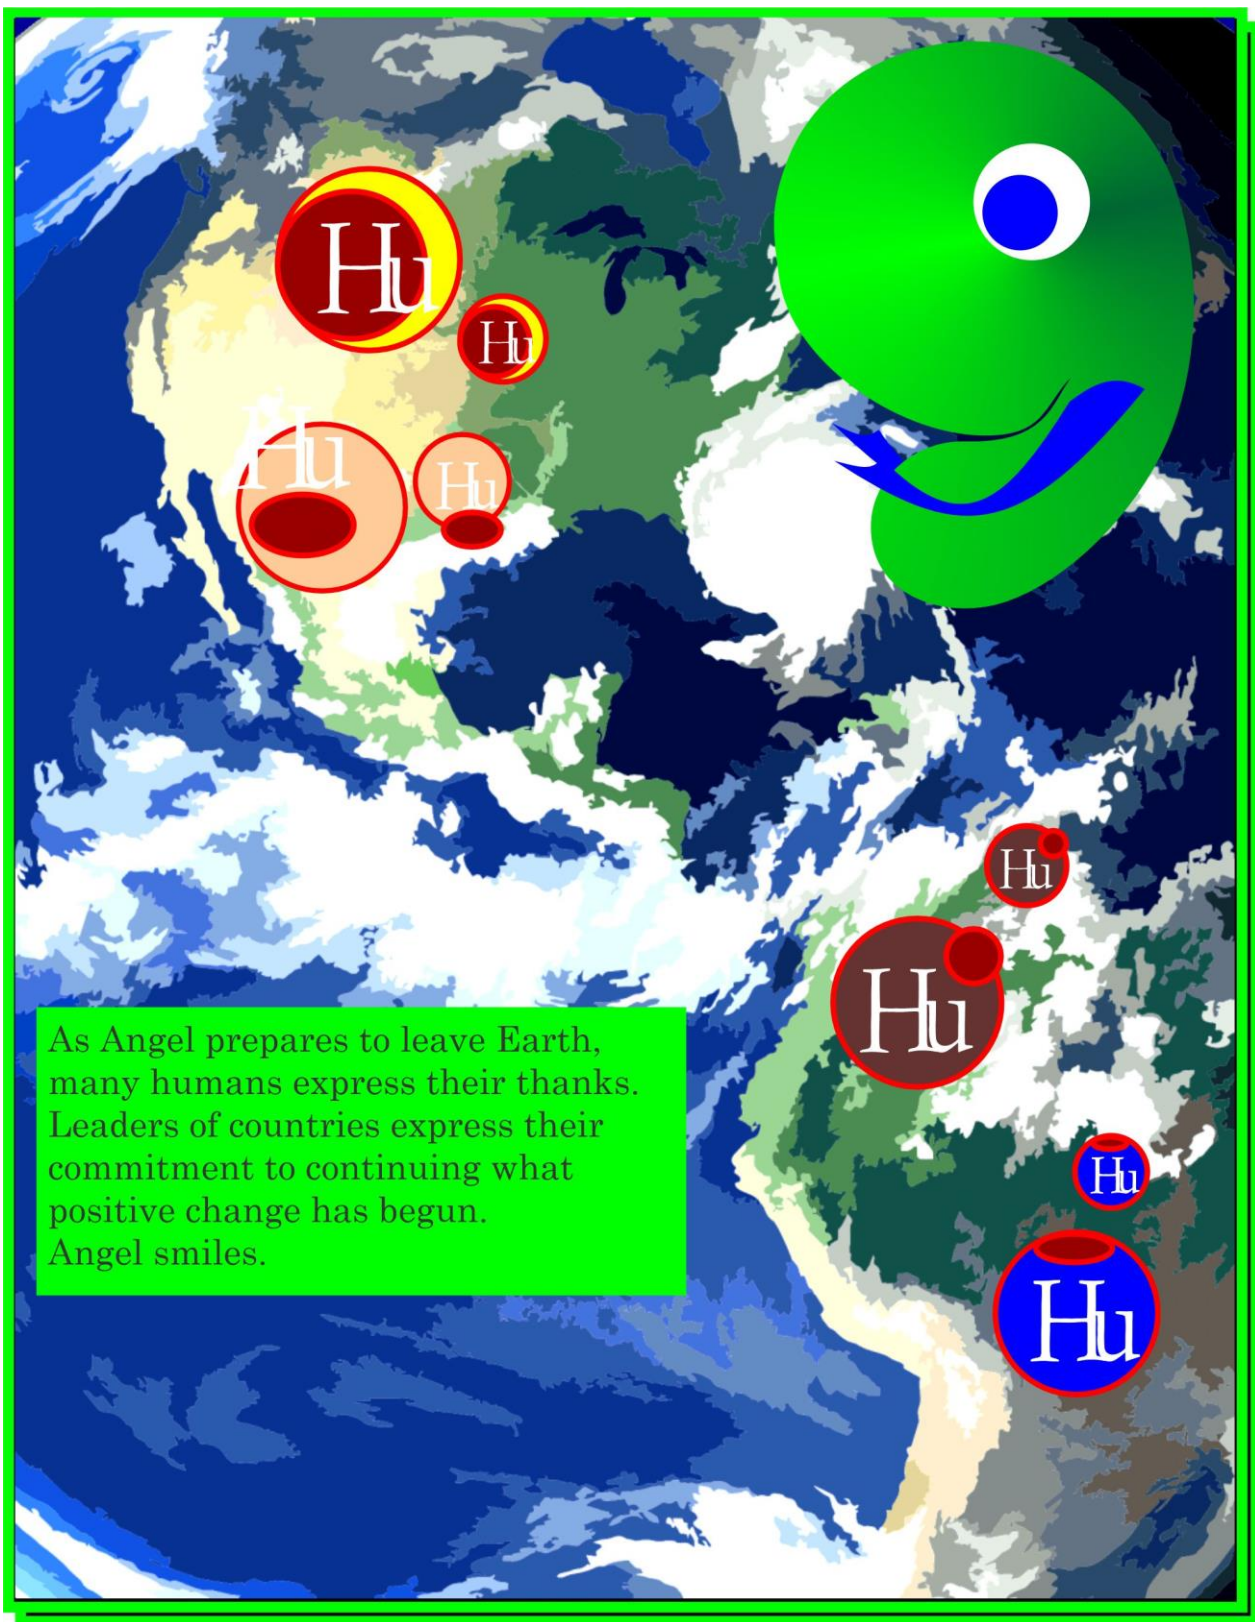 Hu
Hu
Hu
Hu
Hu
Hu
As Angel prepares to leave Earth,
many humans express their thanks.
Leaders of countries express their
commitment to continuing what
positive change has begun.
Angel smiles.
Hu
Hu